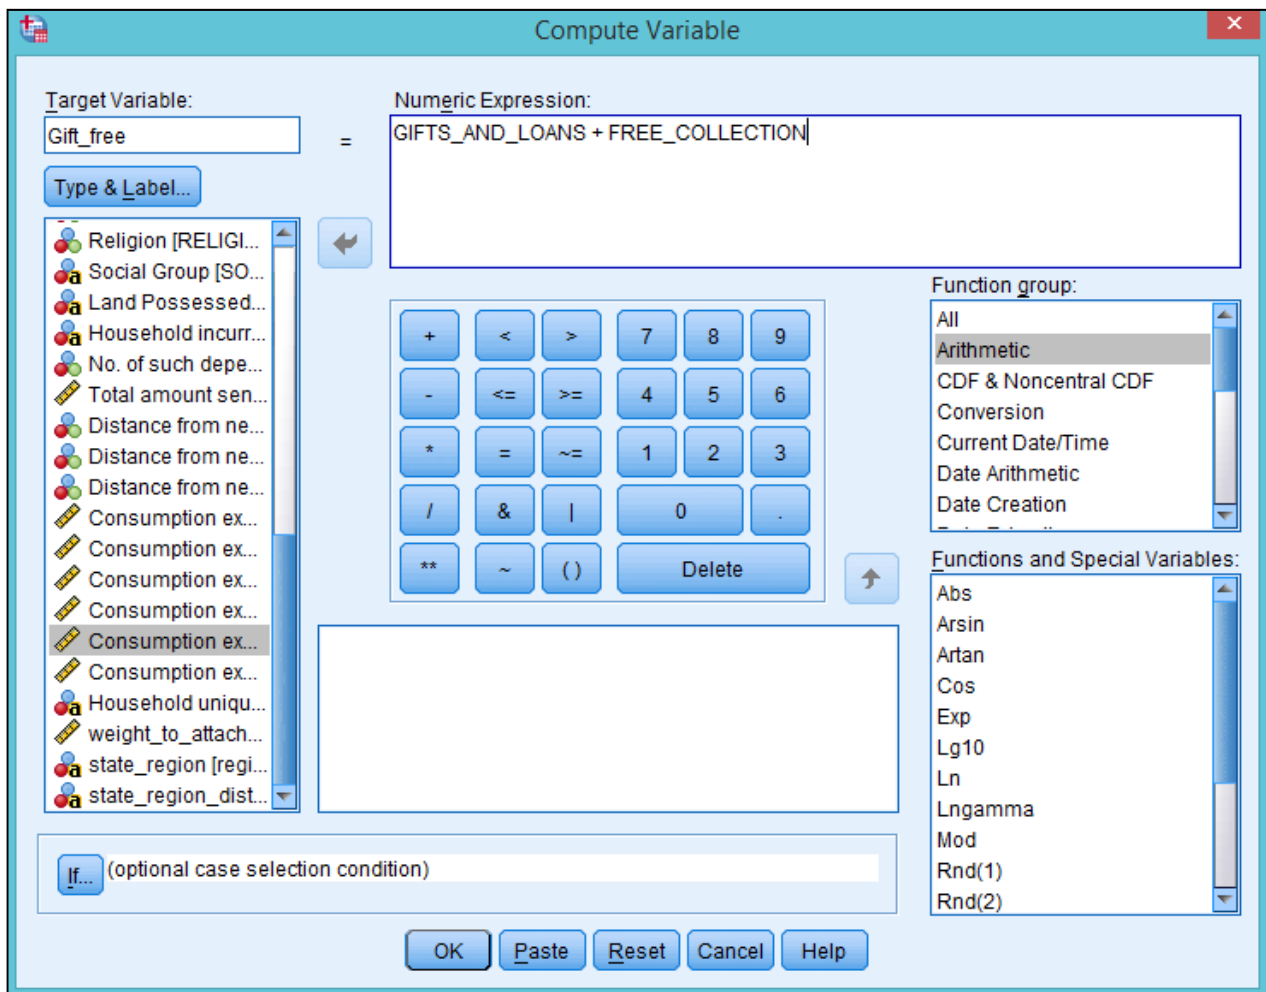 Compute Variable
Target Variable:
Gift_free
=
Numeric Expression:
GIFTS_AND_LOANS + FREE_COLLECTION
Type & Label...
Religion [RELIGI...
Social Group [SO...
Land Possessed...
Household incurr...
No. of such depe...
Total amount sen...
Distance from ne...
Distance from ne...
Distance from ne...
Consumption ex...
Consumption ex...
Consumption ex...
Consumption ex...
Consumption ex...
Consumption ex...
Household uniqu...
weight_to_attach...
state_region [regi...
state_region_dist...
+ < > 7 8 9
- <= >= 4 5 6
* = ~= 1 2 3
/ & | 0 .
** ~ ( ) Delete
Function group:
All
Arithmetic
CDF & Noncentral CDF
Conversion
Current Date/Time
Date Arithmetic
Date Creation
Functions and Special Variables:
Abs
Arsin
Artan
Cos
Exp
Lg10
Ln
Lngamma
Mod
Rnd(1)
Rnd(2)
If... (optional case selection condition)
OK Paste Reset Cancel Help